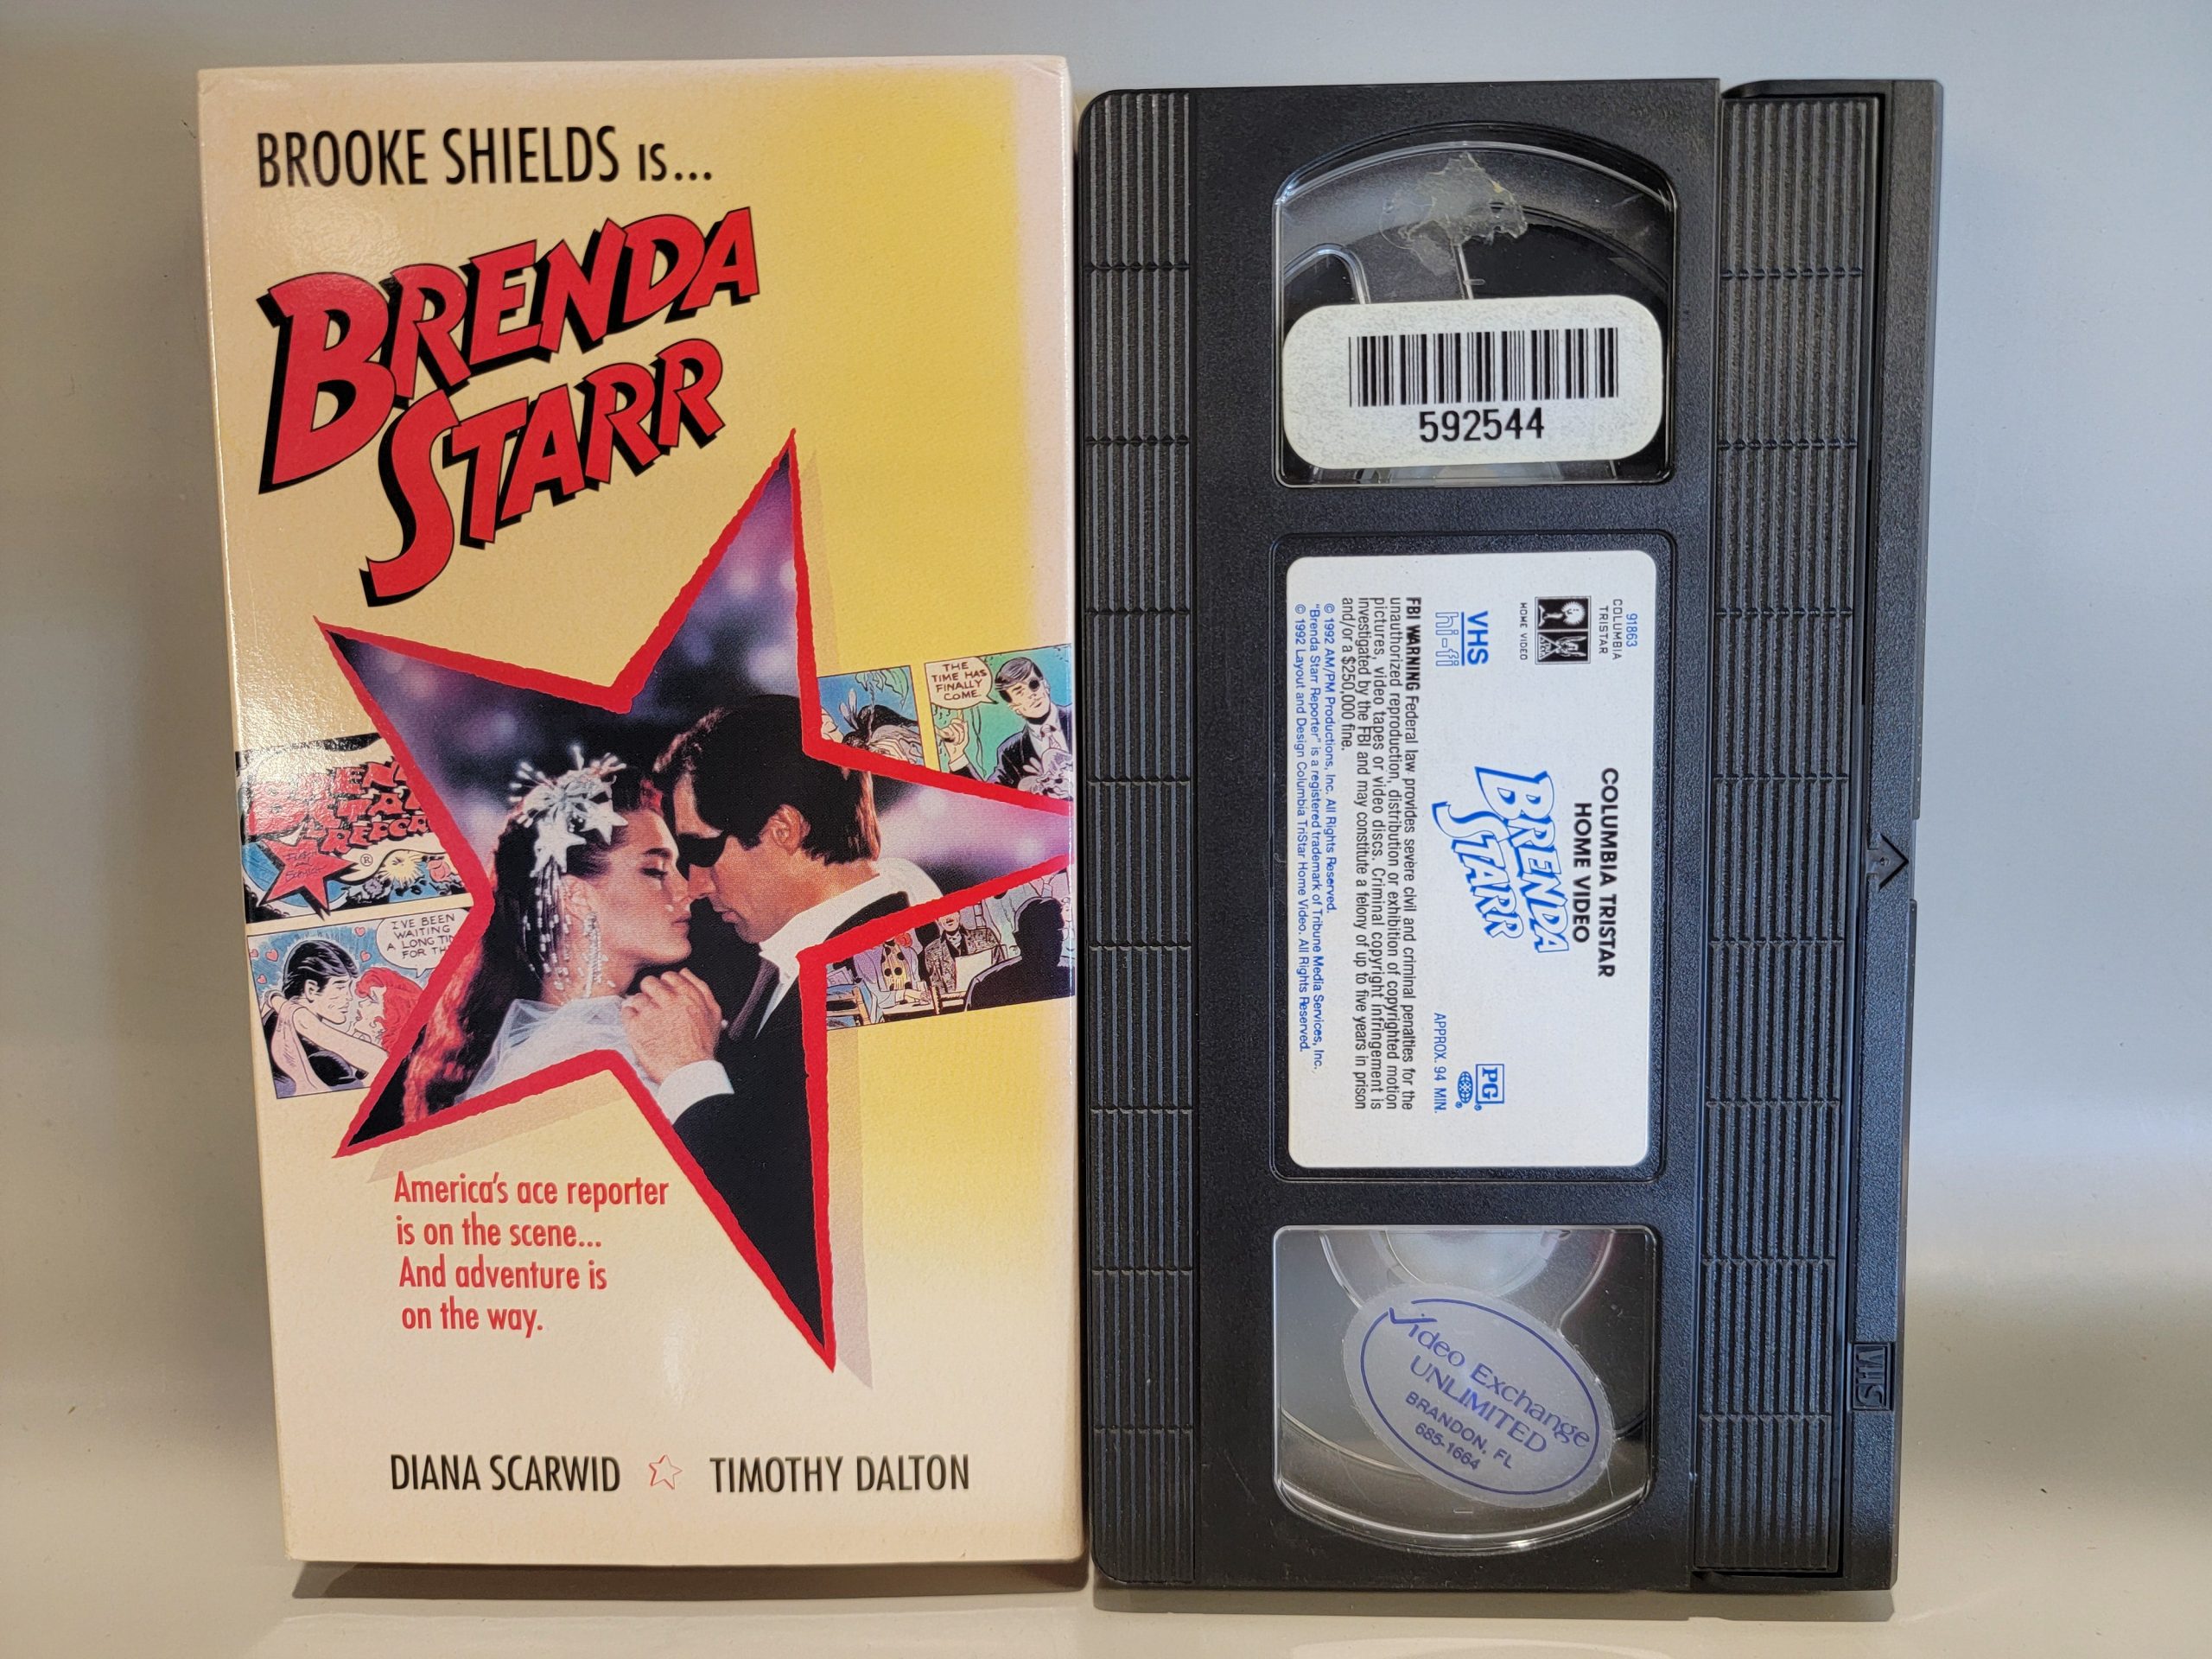 BROOKE SHIELDS IS...
BRENDA
STARR
THE
TIME HAS
FINALLY
COME.
I'VE BEEN
WAITING
A LONG
FOR
America's ace reporter
is on the scene...
And adventure is
on the way.
DIANA SCARWID TIMOTHY DALTON
592544
91863
COLUMBIA
TRISTAR
HOME VIDEO
COLUMBIA TRISTAR
HOME VIDEO
BRENDA
STARR
VHS
hi-fi
PG
APPROX. 94 MIN.
FBI WARNING Federal law provides severe civil and criminal penalties for the
unauthorized reproduction, distribution or exhibition of copyrighted motion
pictures, video tapes or video discs. Criminal copyright infringement is
investigated by the FBI and may constitute a felony of up to five years in prison
and/or a $250,000 fine.
© 1992 AM/PM Productions, Inc. All Rights Reserved.
"Brenda Starr Reporter" is a registered trademark of Tribune Media Services, Inc.
© 1992 Layout and Design Columbia TriStar Home Video. All Rights Reserved.
Video Exchange
UNLIMITED
BRANDON, FL
685-1664
VHS